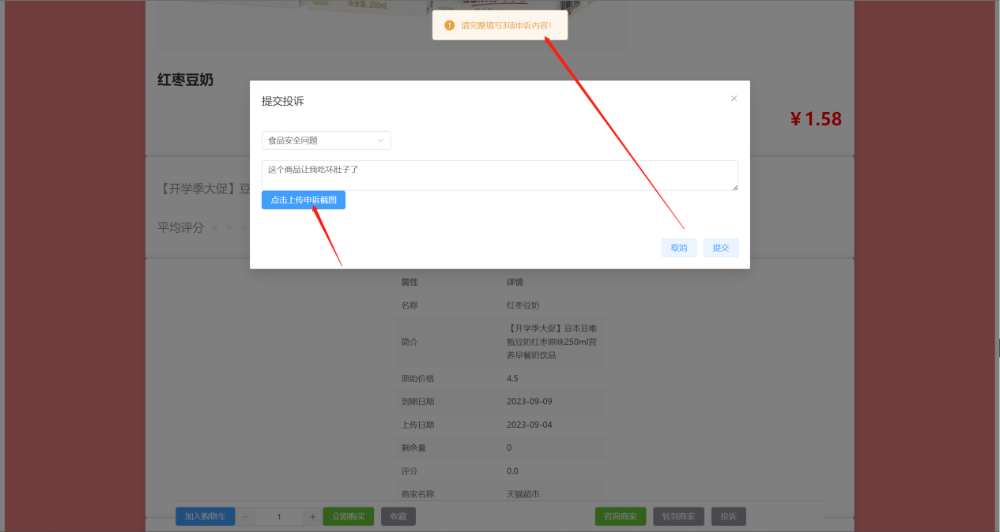 净含量:250mL
请完整填写3项申诉内容!
红枣豆奶
提交投诉
¥ 1.58
食品安全问题
这个商品让我吃坏肚子了
【开学季大促】豆
点击上传申诉截图
平均评分
取消 提交
属性 详情
名称 红枣豆奶
简介 【开学季大促】豆本豆唯
甄豆奶红枣原味250ml营
养早餐奶饮品
原始价格 4.5
到期日期 2023-09-09
上传日期 2023-09-04
剩余量 0
评分 0.0
商家名称 天猫超市
加入购物车 − 1 + 立即购买 收藏 咨询商家 转到商家 投诉